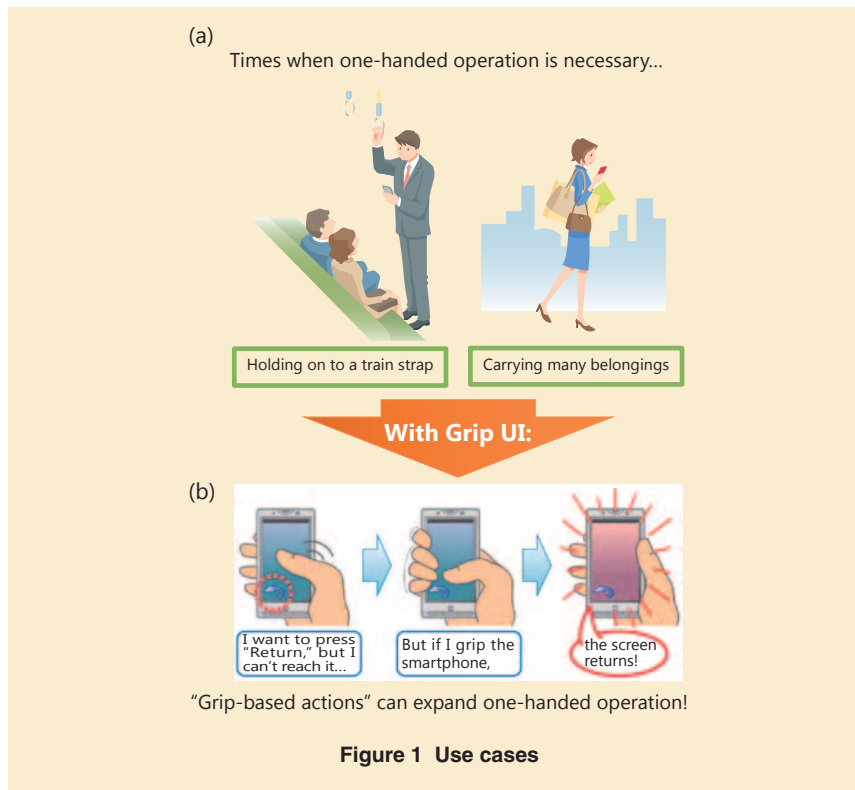 (a)
Times when one-handed operation is necessary...
Holding on to a train strap
Carrying many belongings
With Grip UI:
(b)
I want to press
“Return,” but I
can’t reach it...
But if I grip the
smartphone,
the screen
returns!
“Grip-based actions” can expand one-handed operation!
Figure 1 Use cases